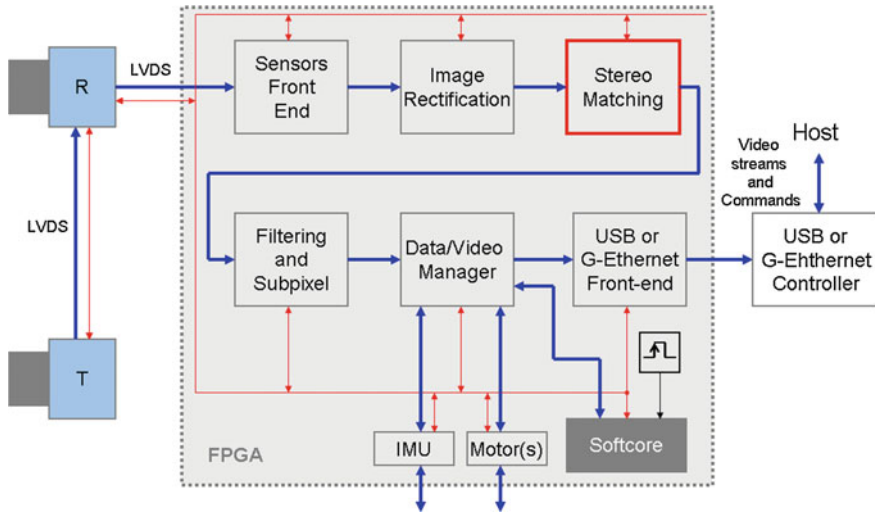 R
LVDS
Sensors
Front
End
Image
Rectification
Stereo
Matching
Host
Video
streams
and
Commands
LVDS
Filtering
and
Subpixel
Data/Video
Manager
USB or
G-Ethernet
Front-end
USB or
G-Ehthernet
Controller
T
FPGA
IMU
Motor(s)
Softcore